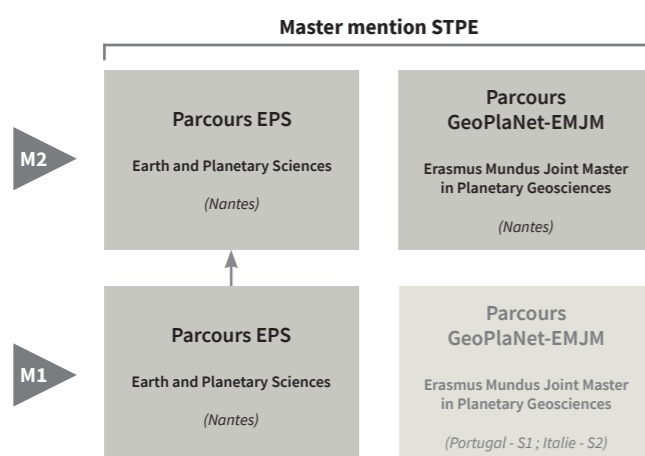 Master mention STPE
M2
Parcours EPS
Earth and Planetary Sciences
(Nantes)
Parcours
GeoPlaNet-EMJM
Erasmus Mundus Joint Master
in Planetary Geosciences
(Nantes)
M1
Parcours EPS
Earth and Planetary Sciences
(Nantes)
Parcours
GeoPlaNet-EMJM
Erasmus Mundus Joint Master
in Planetary Geosciences
(Portugal - S1 ; Italie - S2)